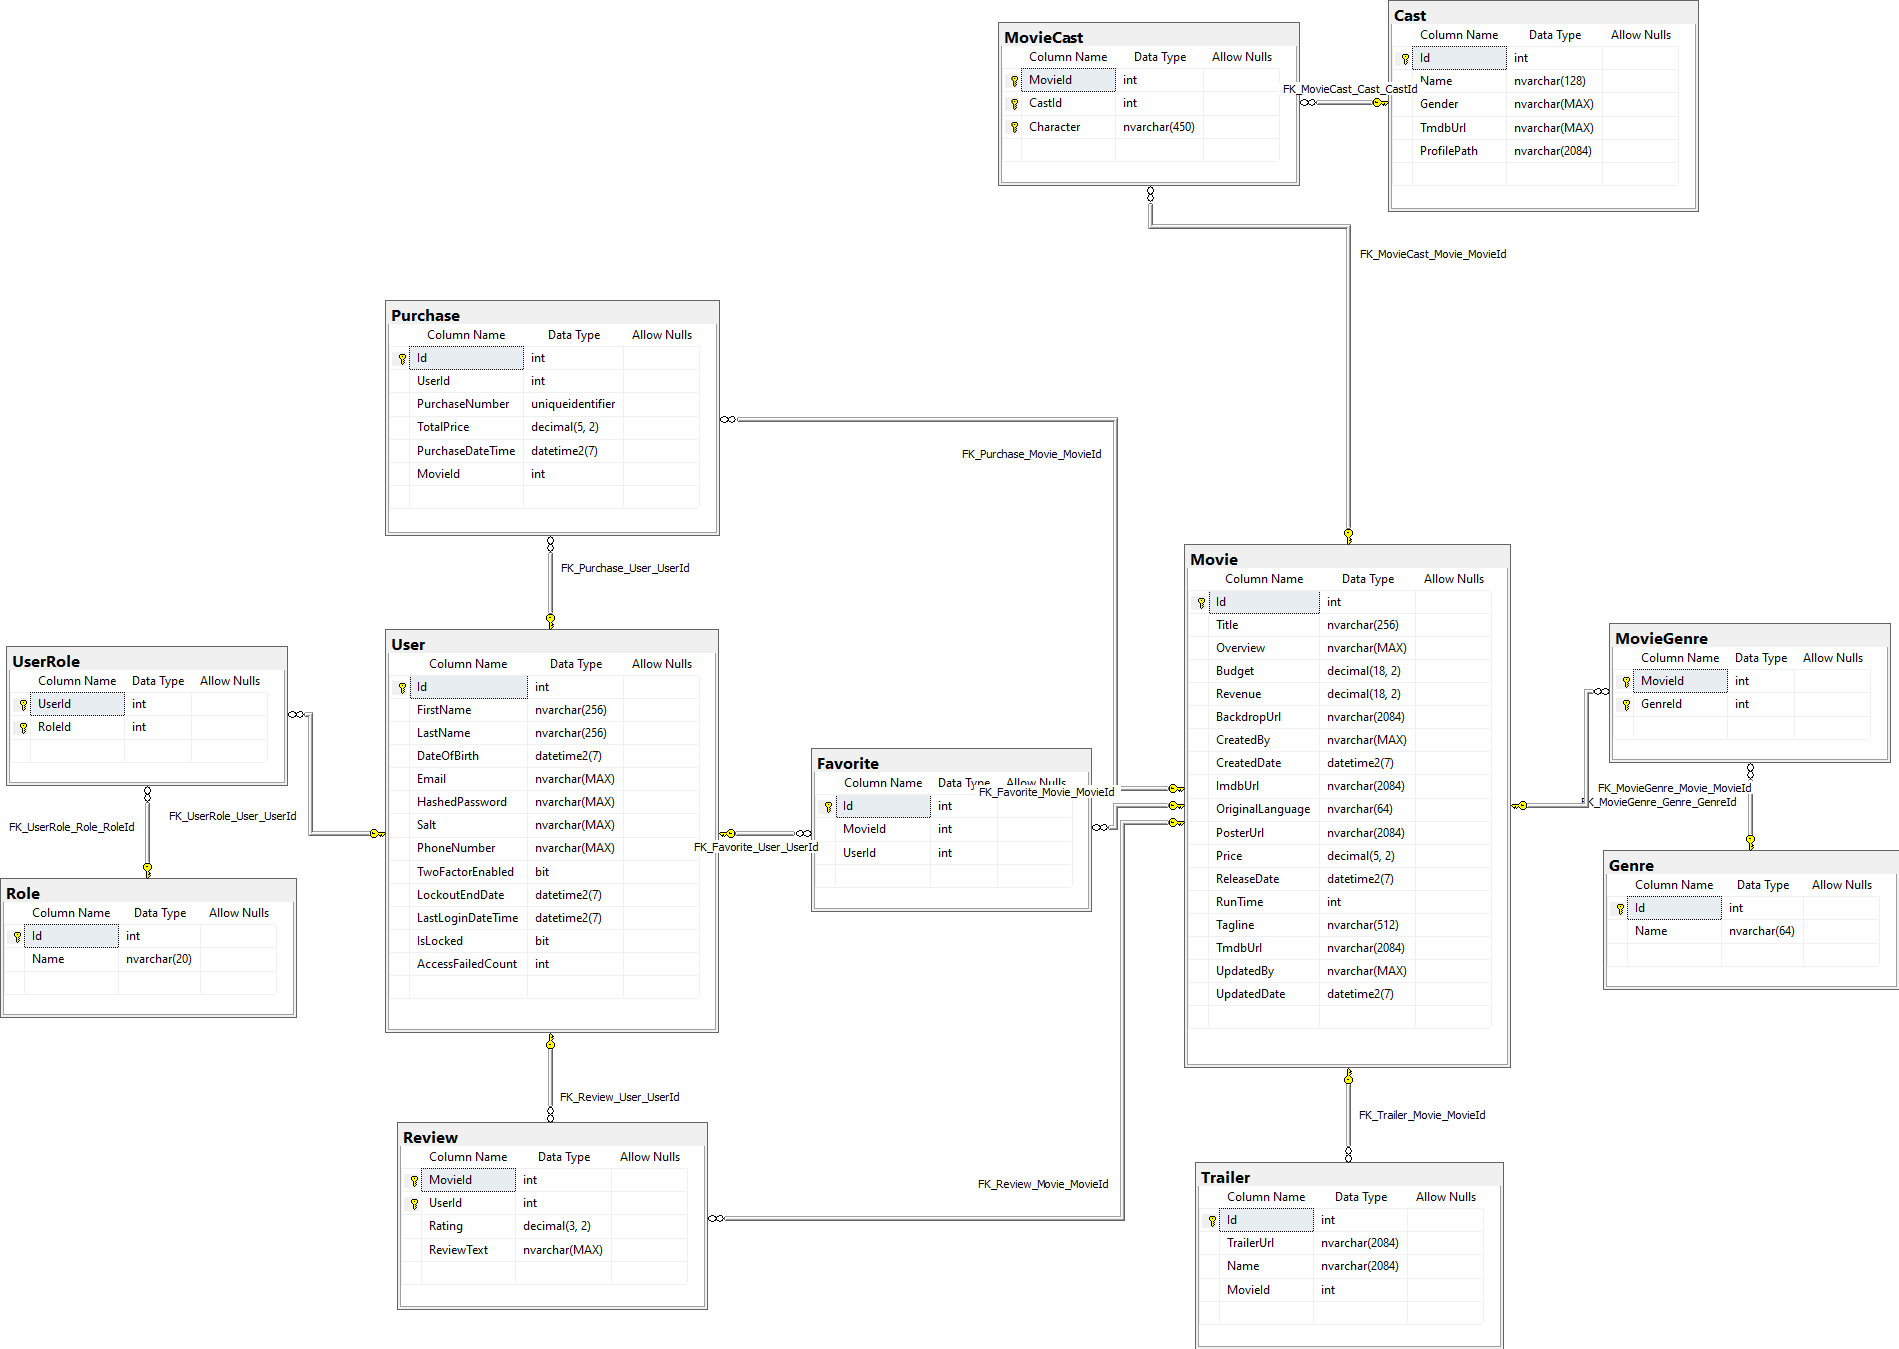 Cast
Column Name Data Type Allow Nulls
Id int
Name nvarchar(128)
Gender nvarchar(MAX)
TmdbUrl nvarchar(MAX)
ProfilePath nvarchar(2084)
MovieCast
Column Name Data Type Allow Nulls
MovieId int
CastId int
Character nvarchar(450)
FK_MovieCast_Cast_CastId
FK_MovieCast_Movie_MovieId
Purchase
Column Name Data Type Allow Nulls
Id int
UserId int
PurchaseNumber uniqueidentifier
TotalPrice decimal(5, 2)
PurchaseDateTime datetime2(7)
MovieId int
FK_Purchase_Movie_MovieId
FK_Purchase_User_UserId
Movie
Column Name Data Type Allow Nulls
Id int
Title nvarchar(256)
Overview nvarchar(MAX)
Budget decimal(18, 2)
Revenue decimal(18, 2)
BackdropUrl nvarchar(2084)
CreatedBy nvarchar(MAX)
CreatedDate datetime2(7)
ImdbUrl nvarchar(2084)
OriginalLanguage nvarchar(64)
PosterUrl nvarchar(2084)
Price decimal(5, 2)
ReleaseDate datetime2(7)
RunTime int
Tagline nvarchar(512)
TmdbUrl nvarchar(2084)
UpdatedBy nvarchar(MAX)
UpdatedDate datetime2(7)
MovieGenre
Column Name Data Type Allow Nulls
MovieId int
GenreId int
FK_MovieGenre_Movie_MovieId
FK_MovieGenre_Genre_GenreId
Genre
Column Name Data Type Allow Nulls
Id int
Name nvarchar(64)
User
Column Name Data Type Allow Nulls
Id int
FirstName nvarchar(256)
LastName nvarchar(256)
DateOfBirth datetime2(7)
Email nvarchar(MAX)
HashedPassword nvarchar(MAX)
Salt nvarchar(MAX)
PhoneNumber nvarchar(MAX)
TwoFactorEnabled bit
LockoutEndDate datetime2(7)
LastLoginDateTime datetime2(7)
IsLocked bit
AccessFailedCount int
UserRole
Column Name Data Type Allow Nulls
UserId int
RoleId int
FK_UserRole_User_UserId
FK_UserRole_Role_RoleId
Role
Column Name Data Type Allow Nulls
Id int
Name nvarchar(20)
Favorite
Column Name Data Type Allow Nulls
Id int
MovieId int
UserId int
FK_Favorite_Movie_MovieId
FK_Favorite_User_UserId
FK_Review_User_UserId
Review
Column Name Data Type Allow Nulls
MovieId int
UserId int
Rating decimal(3, 2)
ReviewText nvarchar(MAX)
FK_Review_Movie_MovieId
FK_Trailer_Movie_MovieId
Trailer
Column Name Data Type Allow Nulls
Id int
TrailerUrl nvarchar(2084)
Name nvarchar(2084)
MovieId int